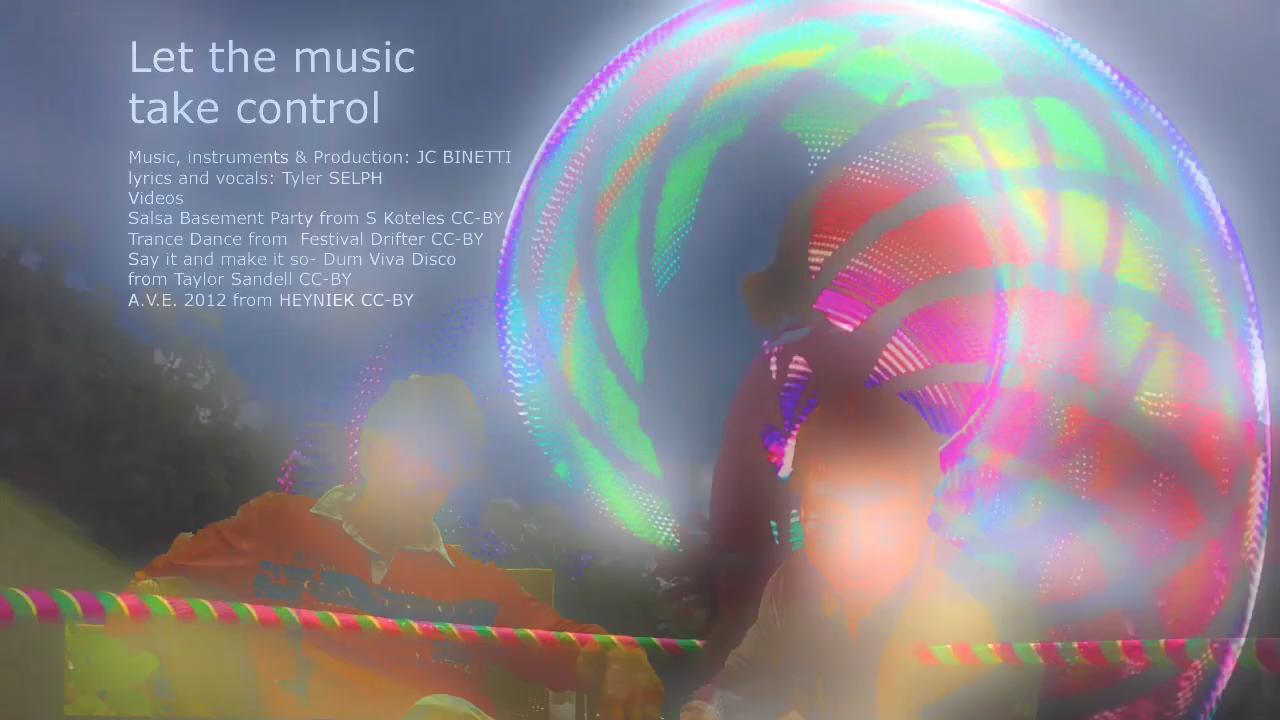 Let the music
take control
Music, instruments & Production: JC BINETTI
lyrics and vocals: Tyler SELPH
Videos
Salsa Basement Party from S Koteles CC-BY
Trance Dance from  Festival Drifter CC-BY
Say it and make it so- Dum Viva Disco
from Taylor Sandell CC-BY
A.V.E. 2012 from HEYNIEK CC-BY